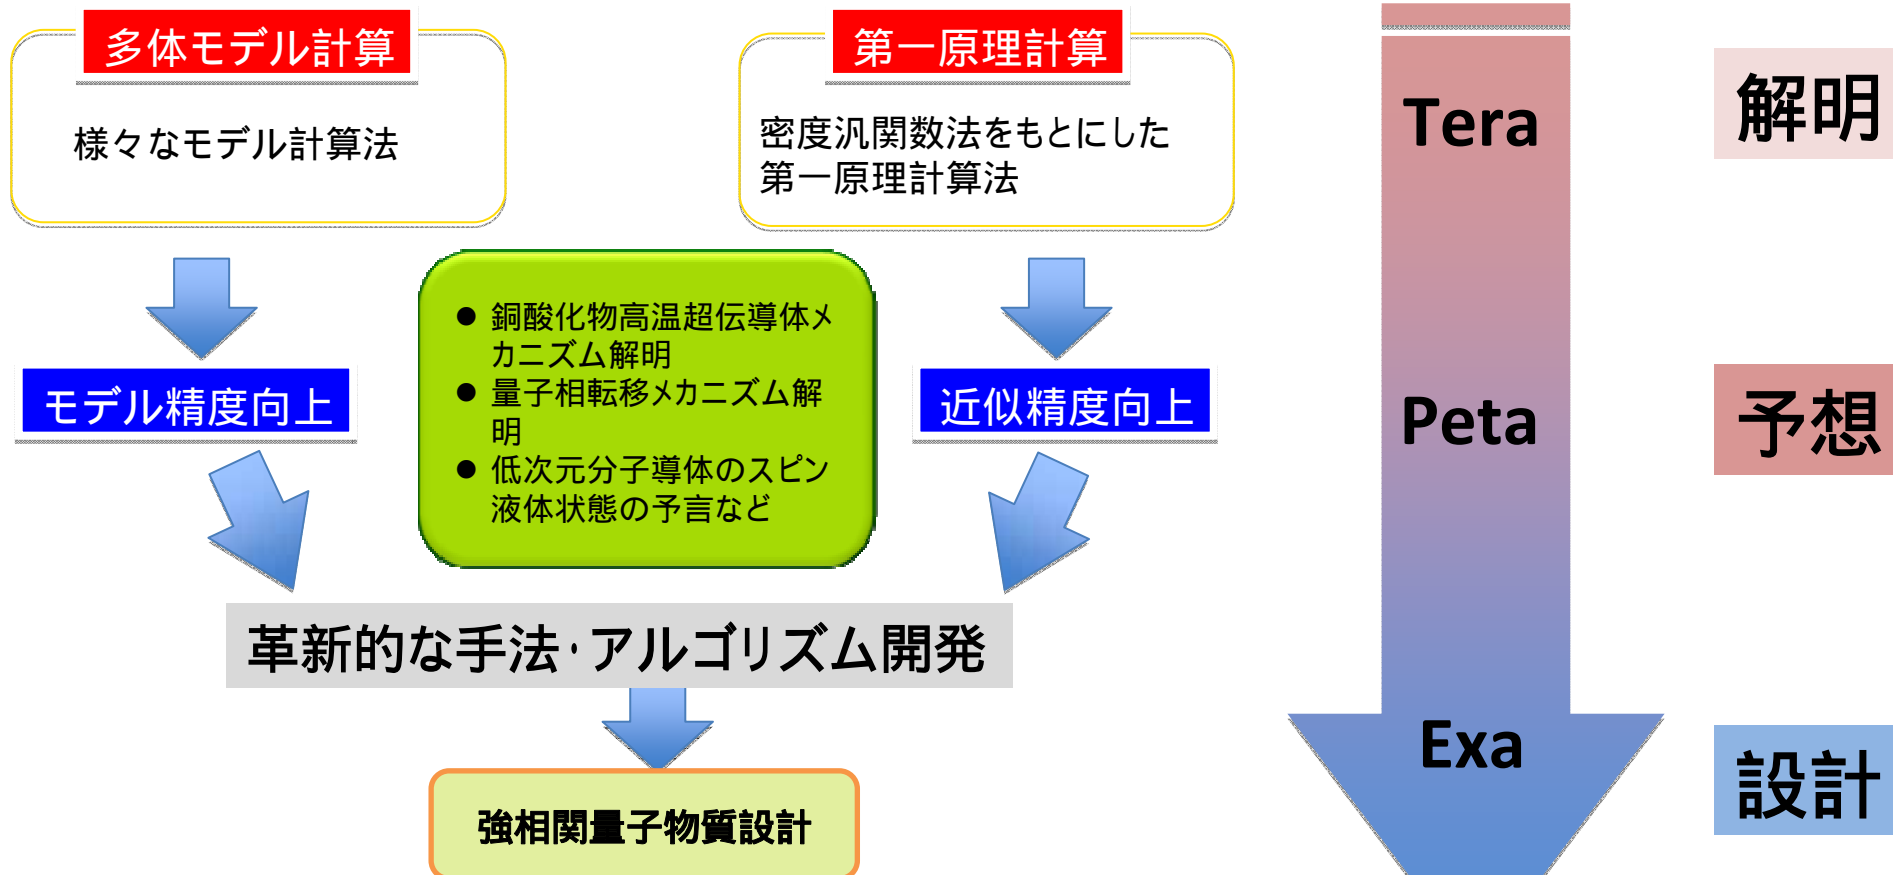 多体モデル計算
様々なモデル計算法
第一原理計算
密度汎関数法をもとにした
第一原理計算法
モデル精度向上
● 銅酸化物高温超伝導体メ
カニズム解明
● 量子相転移メカニズム解
明
● 低次元分子導体のスピン
液体状態の予言など
近似精度向上
革新的な手法・アルゴリズム開発
強相関量子物質設計
Tera
解明
Peta
予想
Exa
設計